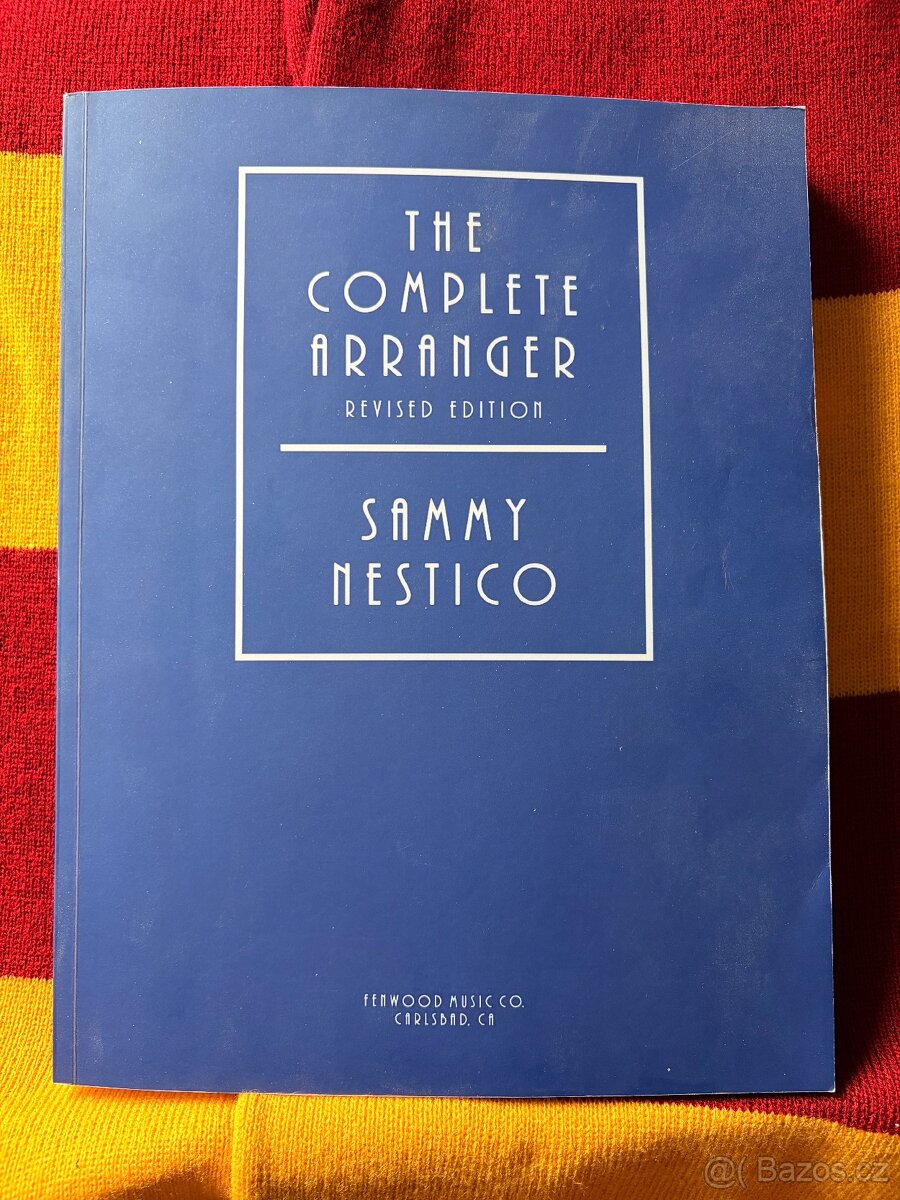 THE
COMPLETE
ARRANGER
REVISED EDITION
SAMMY
NESTICO
FENWOOD MUSIC CO.
CARLSBAD, CA
@( Bazos.cz